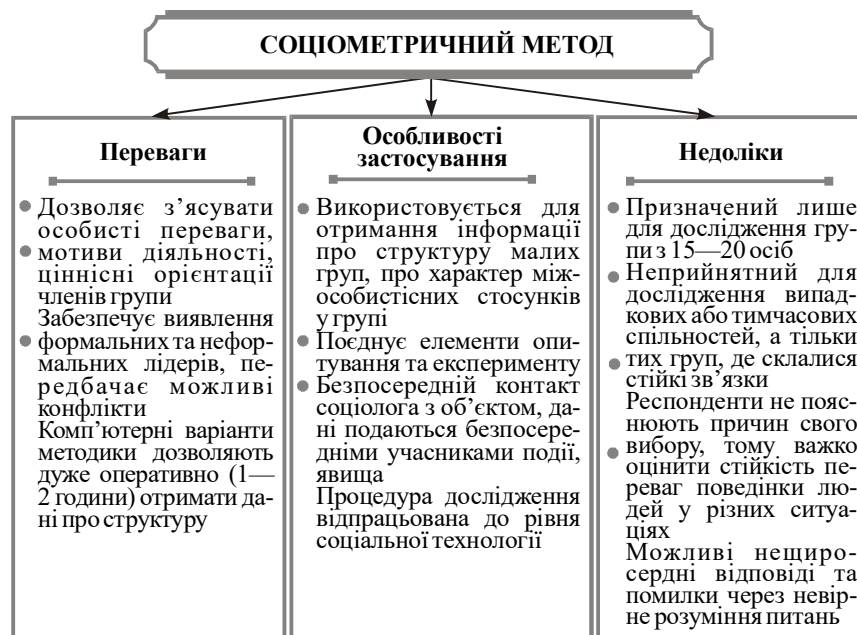 СОЦІОМЕТРИЧНИЙ МЕТОД
Переваги
Дозволяє з’ясувати
особисті переваги,
мотиви діяльності,
ціннісні орієнтації
членів групи
Забезпечує виявлення
формальних та нефор-
мальних лідерів, пе-
редбачає можливі
конфлікти
Комп’ютерні варіанти
методики дозволяють
дуже оперативно (1—
2 години) отримати да-
ні про структуру
Особливості
застосування
Використовується для
отримання інформації
про структуру малих
груп, про характер між-
особистісних стосунків
у групі
Поєднує елементи опи-
тування та експерименту
Безпосередній контакт
соціолога з об’єктом, да-
ні подаються безпосере-
дніми учасниками події,
явища
Процедура дослідження
відпрацьована до рівня
соціальної технології
Недоліки
Призначений лише
для дослідження гру-
пи з 15—20 осіб
Неприйнятний для
дослідження випад-
кових або тимчасових
спільностей, а тільки
тих груп, де склалися
стійкі зв’язки
Респонденти не пояс-
нюють причин свого
вибору, тому важко
оцінити стійкість пе-
реваг поведінки лю-
дей у різних ситуа-
ціях
Можливі нещиро-
сердні відповіді та
помилки через невір-
не розуміння питань